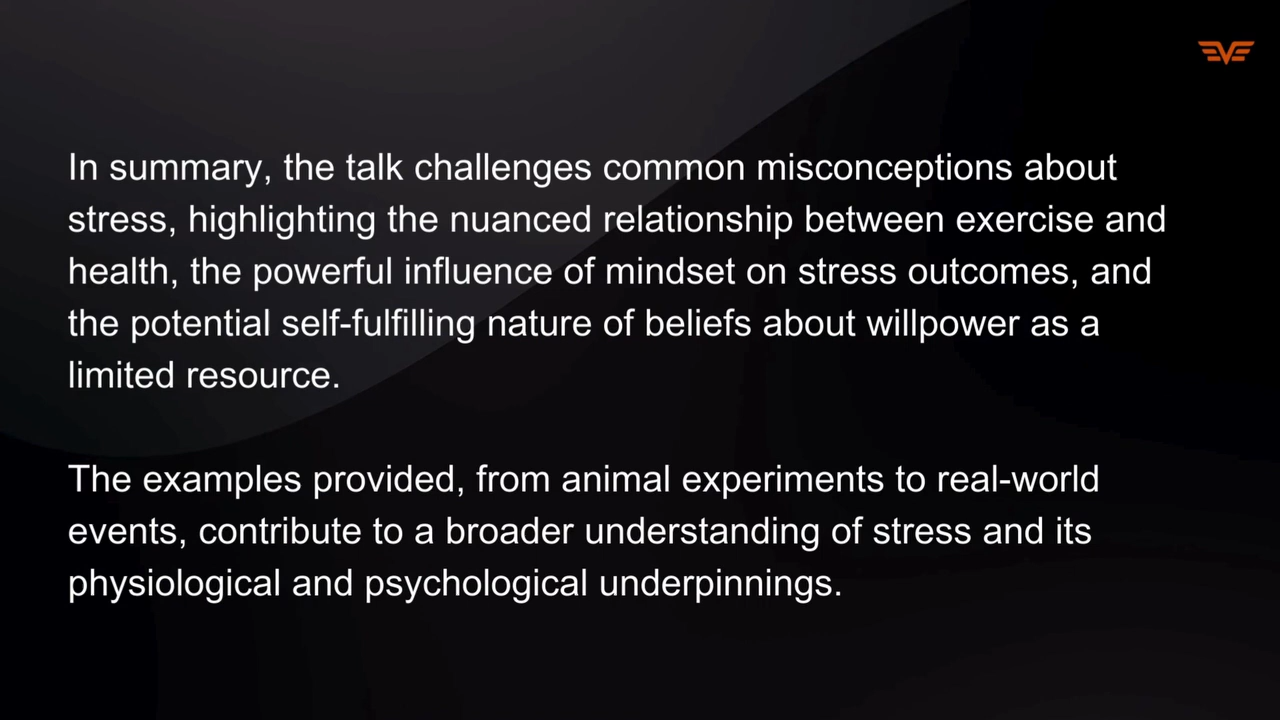 In summary, the talk challenges common misconceptions about
stress, highlighting the nuanced relationship between exercise and
health, the powerful influence of mindset on stress outcomes, and
the potential self-fulfilling nature of beliefs about willpower as a
limited resource.
The examples provided, from animal experiments to real-world
events, contribute to a broader understanding of stress and its
physiological and psychological underpinnings.